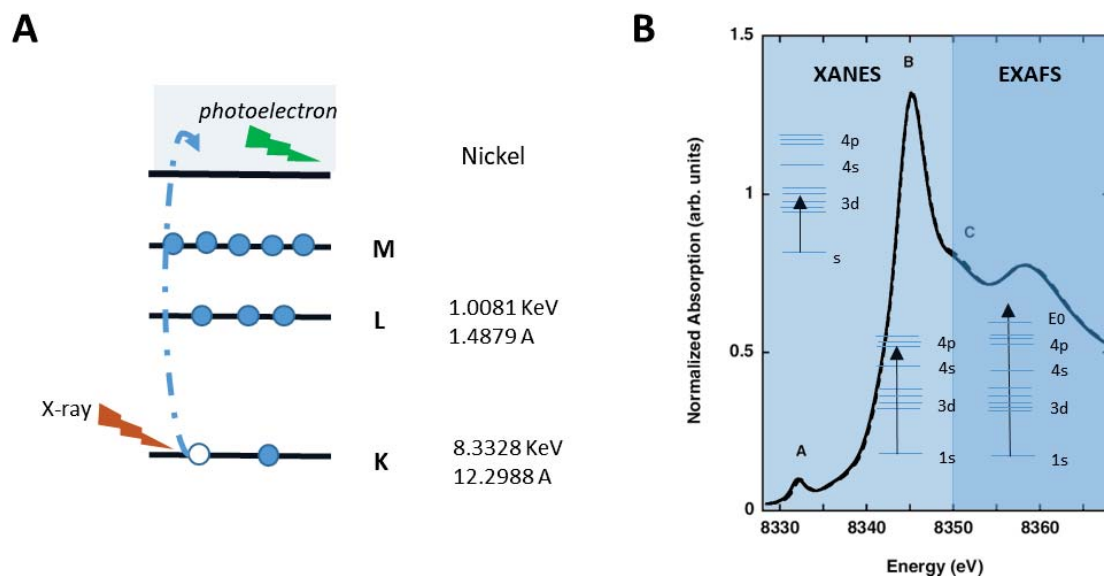 A
photoelectron
Nickel
M
L
1.0081 KeV
1.4879 A
X-ray
K
8.3328 KeV
12.2988 A
B
1.5
1
0.5
0
Normalized Absorption (arb. units)
XANES
B
EXAFS
4p
4s
3d
s
C
4p
4s
3d
1s
E0
4p
4s
3d
1s
A
8330
8340
8350
8360
Energy (eV)